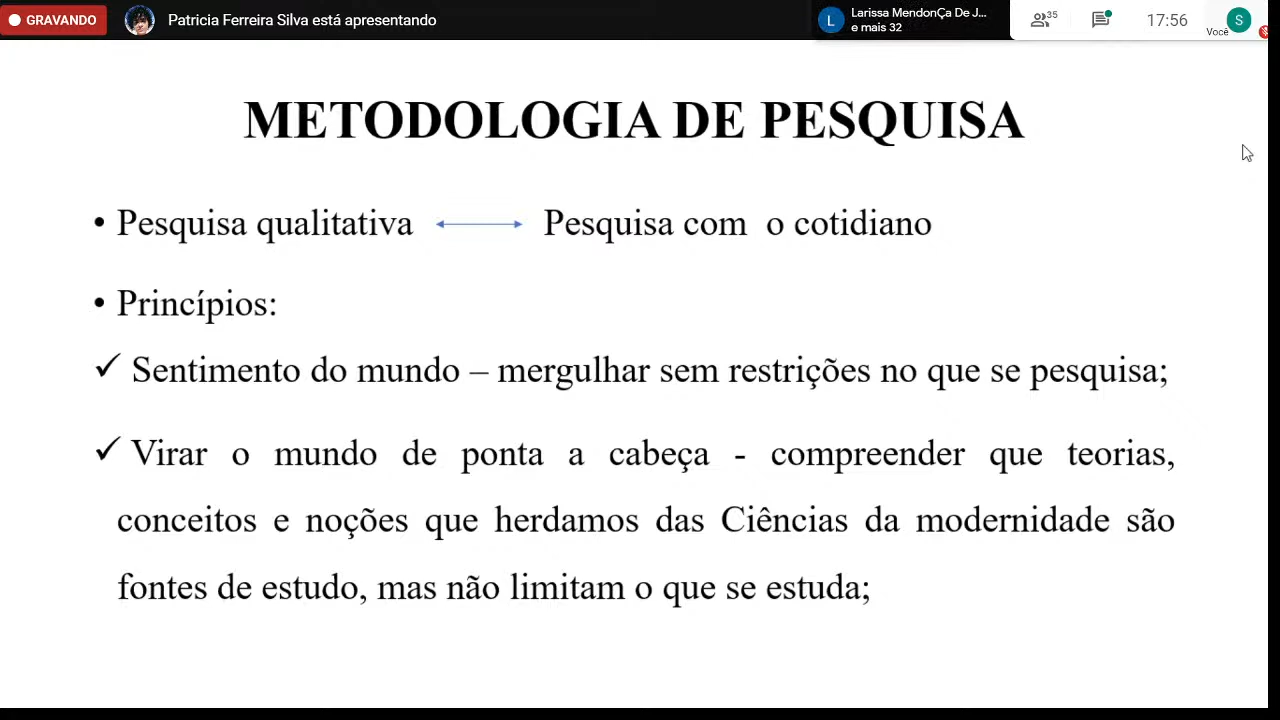 GRAVANDO
Patricia Ferreira Silva está apresentando
L
Larissa MendonÇa De J...
e mais 32
35
17:56
Você
S
METODOLOGIA DE PESQUISA
• Pesquisa qualitativa Pesquisa com o cotidiano
• Princípios:
✓ Sentimento do mundo – mergulhar sem restrições no que se pesquisa;
✓ Virar o mundo de ponta a cabeça - compreender que teorias,
conceitos e noções que herdamos das Ciências da modernidade são
fontes de estudo, mas não limitam o que se estuda;